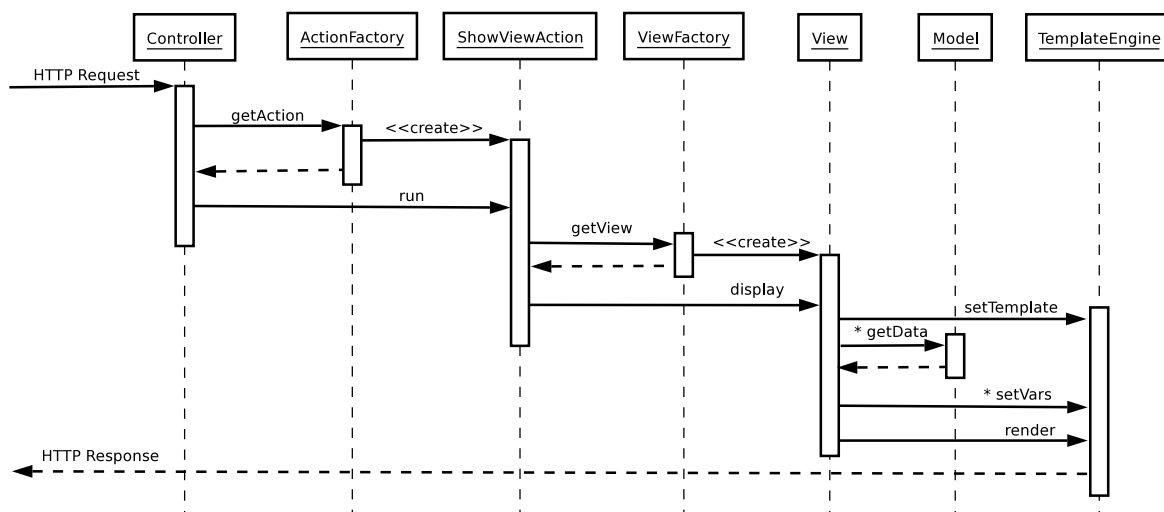 Controller
ActionFactory
ShowViewAction
ViewFactory
View
Model
TemplateEngine
HTTP Request
getAction
<<create>>
run
getView
<<create>>
display
setTemplate
* getData
* setVars
render
HTTP Response